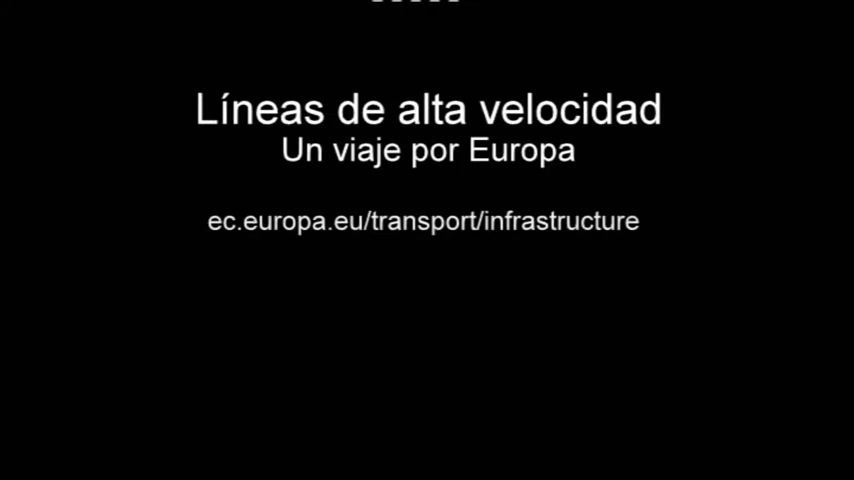 Líneas de alta velocidad
Un viaje por Europa
ec.europa.eu/transport/infrastructure